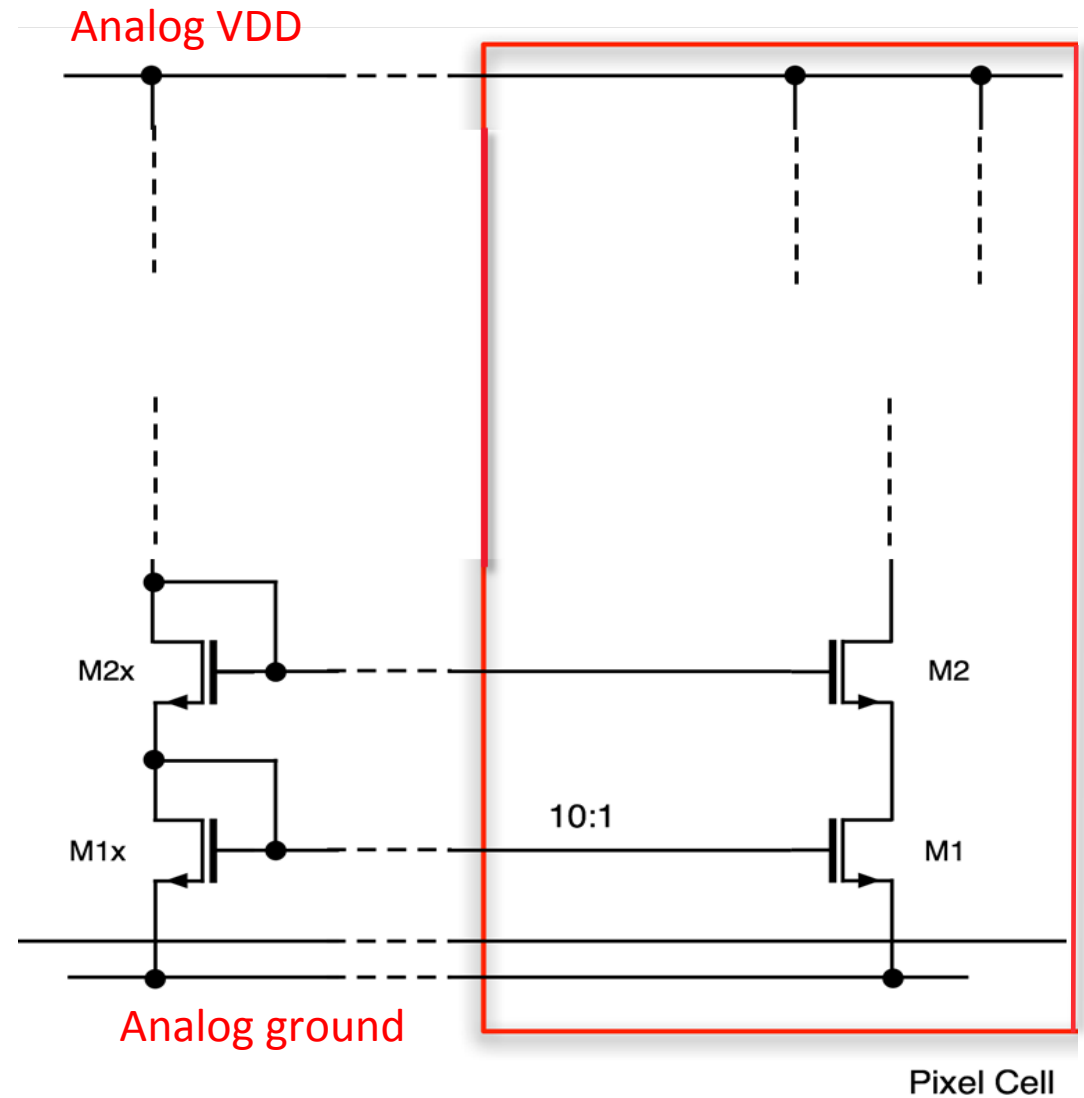 Analog VDD
M2x
M2
10:1
M1x
M1
Analog ground
Pixel Cell